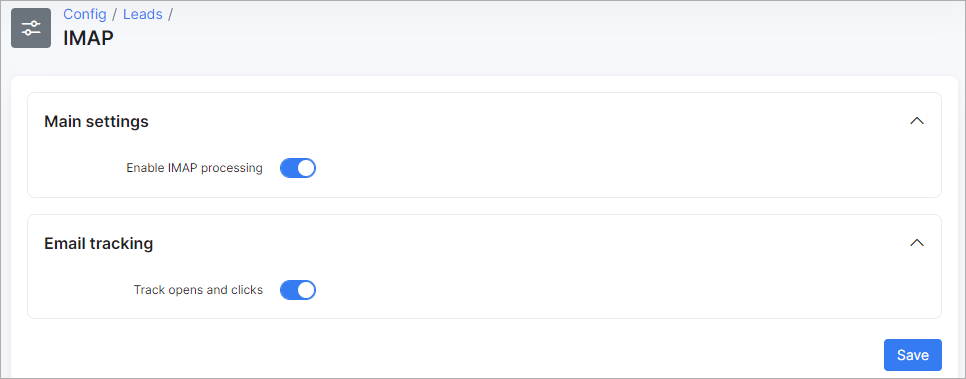 Config / Leads /
IMAP
Main settings
Enable IMAP processing
Email tracking
Track opens and clicks
Save